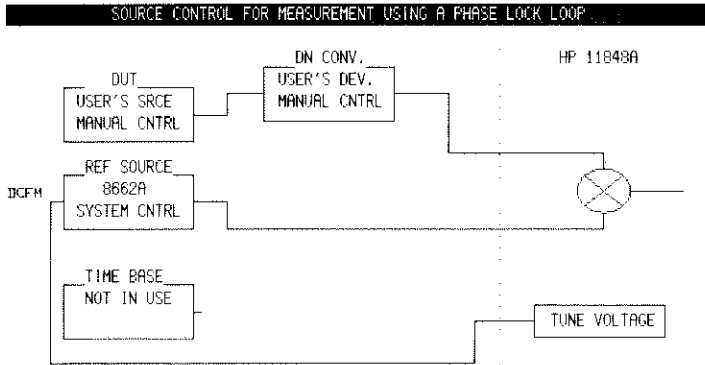 SOURCE CONTROL FOR MEASUREMENT USING A PHASE LOCK LOOP
DN CONV.
USER'S DEV.
MANUAL CNTRL
HP 11848A
DUT
USER'S SRCE
MANUAL CNTRL
REF SOURCE
8662A
SYSTEM CNTRL
DCFM
TIME BASE
NOT IN USE
TUNE VOLTAGE